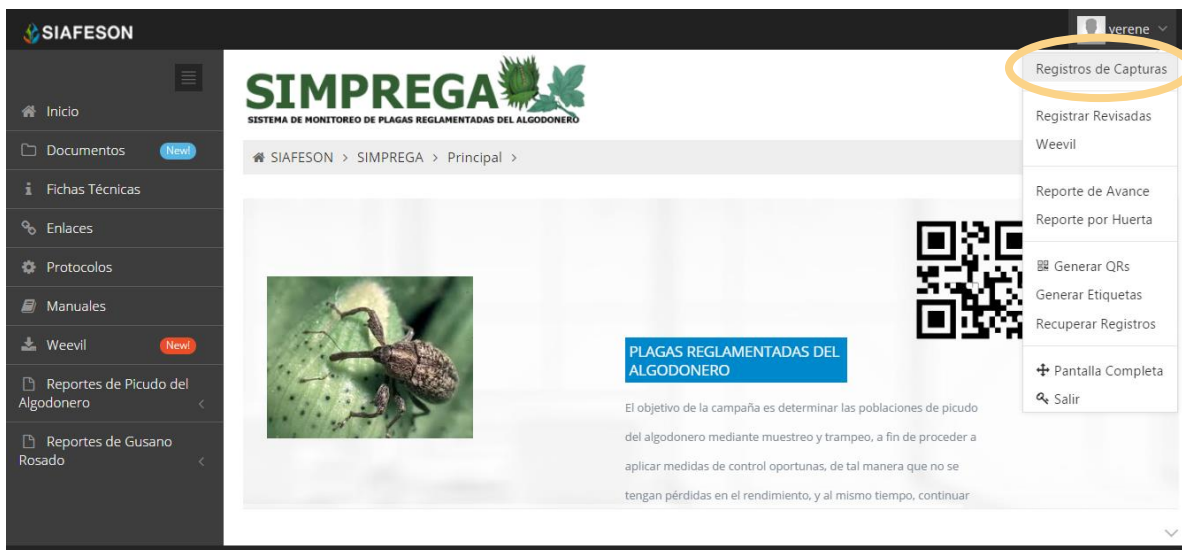 SIAFESON
verene
Inicio
Documentos New!
Fichas Técnicas
Enlaces
Protocolos
Manuales
Weevil New!
Reportes de Picudo del
Algodonero
Reportes de Gusano
Rosado
SIMPREGA
SISTEMA DE MONITOREO DE PLAGAS REGLAMENTADAS DEL ALGODONERO
SIAFESON > SIMPREGA > Principal >
PLAGAS REGLAMENTADAS DEL
ALGODONERO
El objetivo de la campaña es determinar las poblaciones de picudo
del algodonero mediante muestreo y trampeo, a fin de proceder a
aplicar medidas de control oportunas, de tal manera que no se
tengan pérdidas en el rendimiento, y al mismo tiempo, continuar
Registros de Capturas
Registrar Revisadas
Weevil
Reporte de Avance
Reporte por Huerta
Generar QRs
Generar Etiquetas
Recuperar Registros
Pantalla Completa
Salir